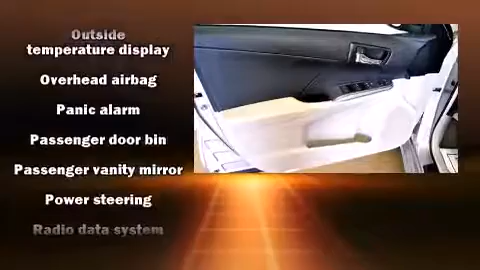 Outside
temperature display
Overhead airbag
Panic alarm
Passenger door bin
Passenger vanity mirror
Power steering
Radio data system